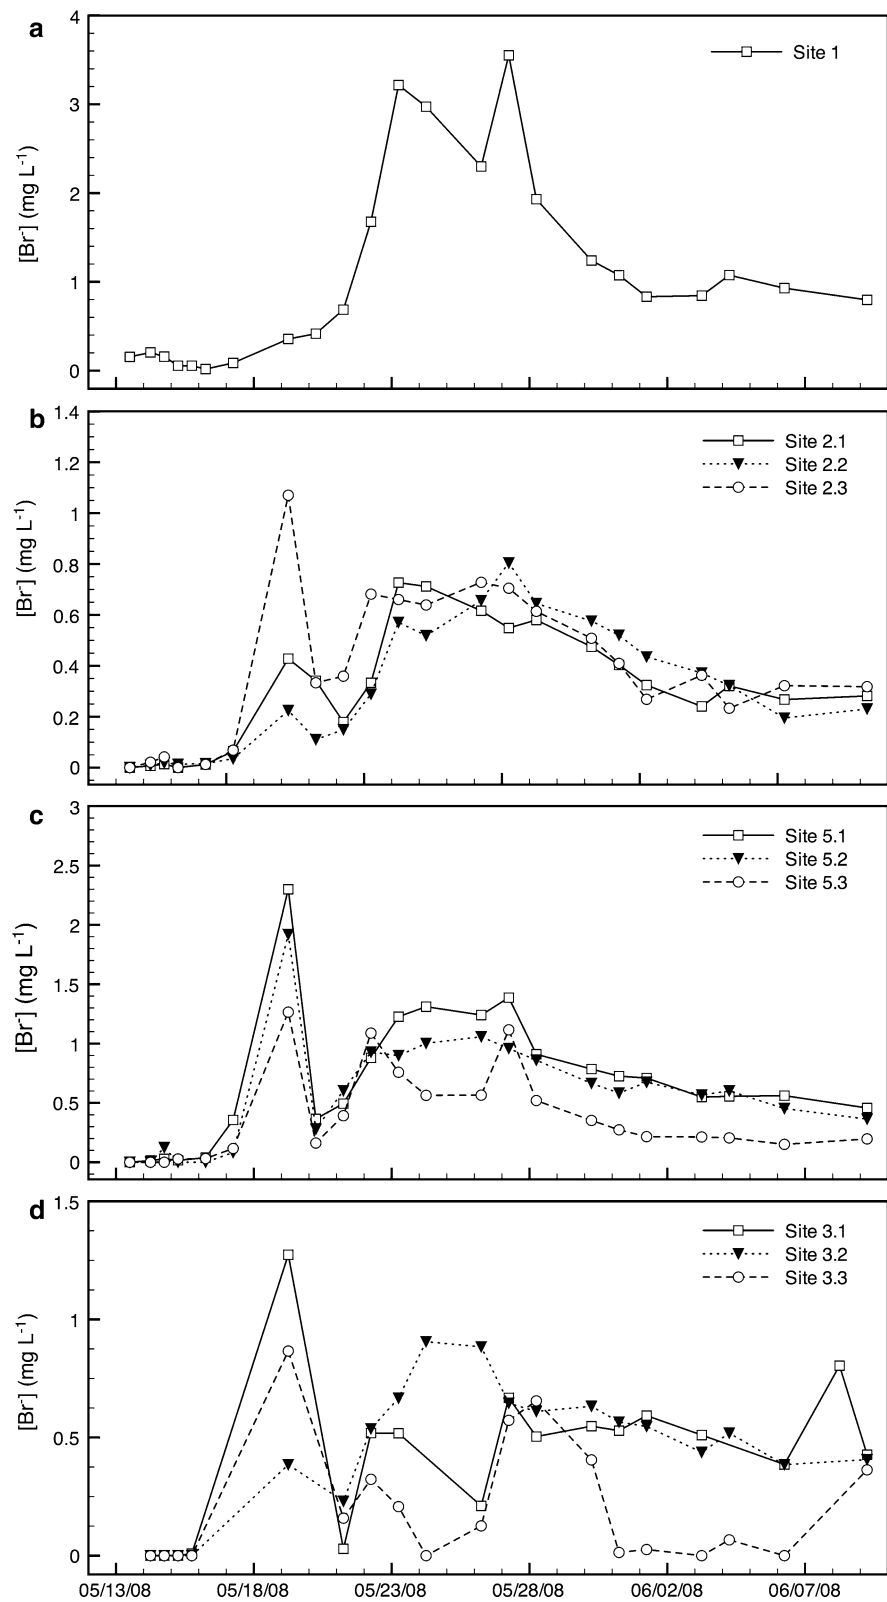 a
4
3
2
1
0
[Br-] (mg L-1)
Site 1
b
1.4
1.2
1
0.8
0.6
0.4
0.2
0
[Br-] (mg L-1)
Site 2.1
Site 2.2
Site 2.3
c
3
2.5
2
1.5
1
0.5
0
[Br-] (mg L-1)
Site 5.1
Site 5.2
Site 5.3
d
1.5
1
0.5
0
[Br-] (mg L-1)
Site 3.1
Site 3.2
Site 3.3
05/13/08 05/18/08 05/23/08 05/28/08 06/02/08 06/07/08